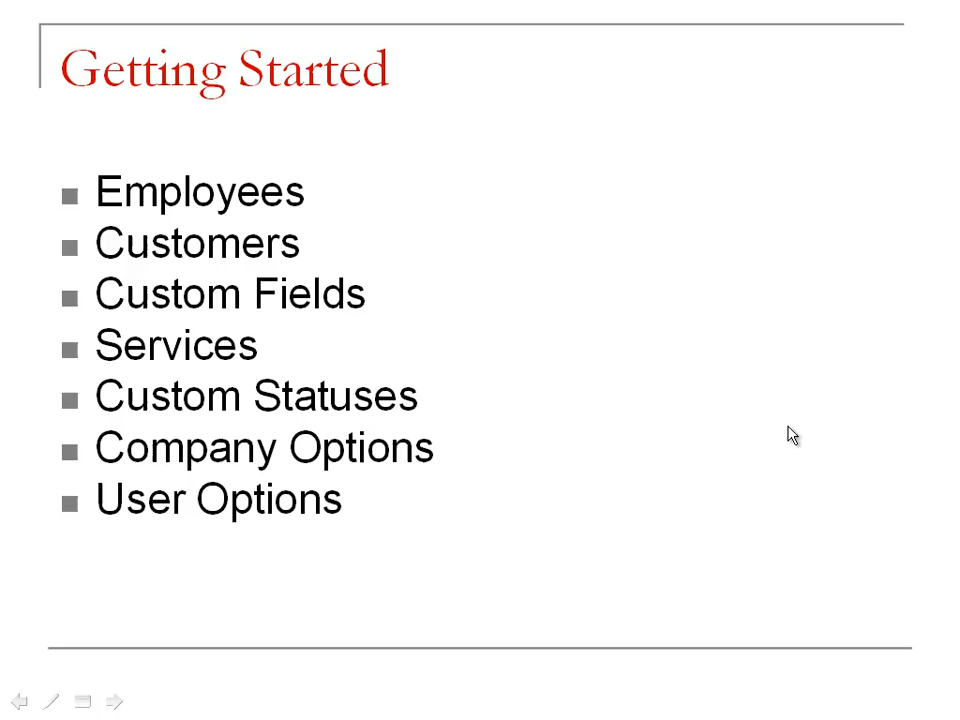 Getting Started
Employees
Customers
Custom Fields
Services
Custom Statuses
Company Options
User Options